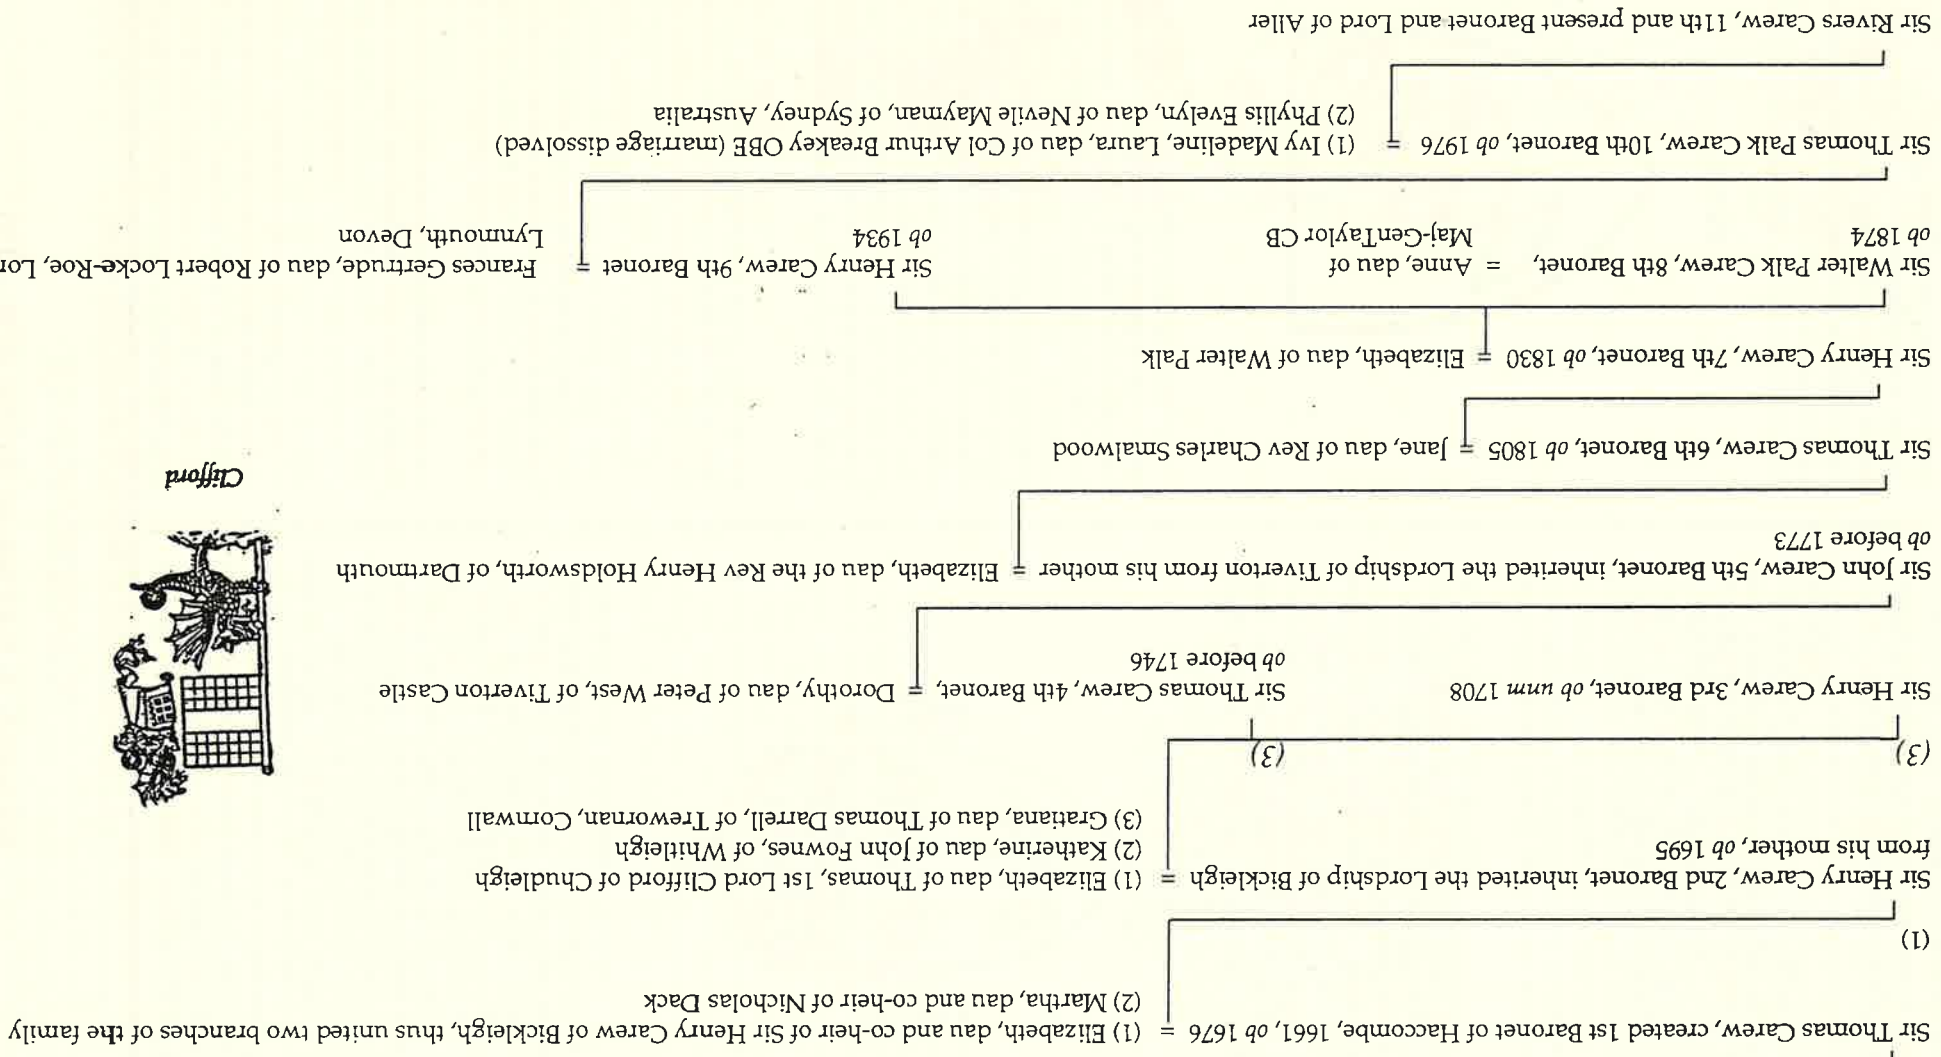 Sir Thomas Carew, created 1st Baronet of Haccombe, 1661, ob 1676 = (1) Elizabeth, dau and co-heir of Sir Henry Carew of Bickleigh, thus united two branches of the family
(2) Martha, dau and co-heir of Nicholas Dack
(1)
Sir Henry Carew, 2nd Baronet, inherited the Lordship of Bickleigh = (1) Elizabeth, dau of Thomas, 1st Lord Clifford of Chudleigh
from his mother, ob 1695
(2) Katherine, dau of John Fownes, of Whitleigh
(3) Gratiana, dau of Thomas Darrell, of Trewornan, Cornwall
(3) (3)
Sir Henry Carew, 3rd Baronet, ob unm 1708
Sir Thomas Carew, 4th Baronet, = Dorothy, dau of Peter West, of Tiverton Castle
ob before 1746
Sir John Carew, 5th Baronet, inherited the Lordship of Tiverton from his mother = Elizabeth, dau of the Rev Henry Holdsworth, of Dartmouth
ob before 1773
Clifford
Sir Thomas Carew, 6th Baronet, ob 1805 = Jane, dau of Rev Charles Smalwood
Sir Henry Carew, 7th Baronet, ob 1830 = Elizabeth, dau of Walter Palk
Sir Walter Palk Carew, 8th Baronet, = Anne, dau of
ob 1874
Maj-GenTaylor CB
Sir Henry Carew, 9th Baronet = Frances Gertrude, dau of Robert Locke-Roe, Lor
ob 1934
Lynmouth, Devon
Sir Thomas Palk Carew, 10th Baronet, ob 1976 = (1) Ivy Madeline, Laura, dau of Col Arthur Breakey OBE (marriage dissolved)
(2) Phyllis Evelyn, dau of Nevile Mayman, of Sydney, Australia
Sir Rivers Carew, 11th and present Baronet and Lord of Aller